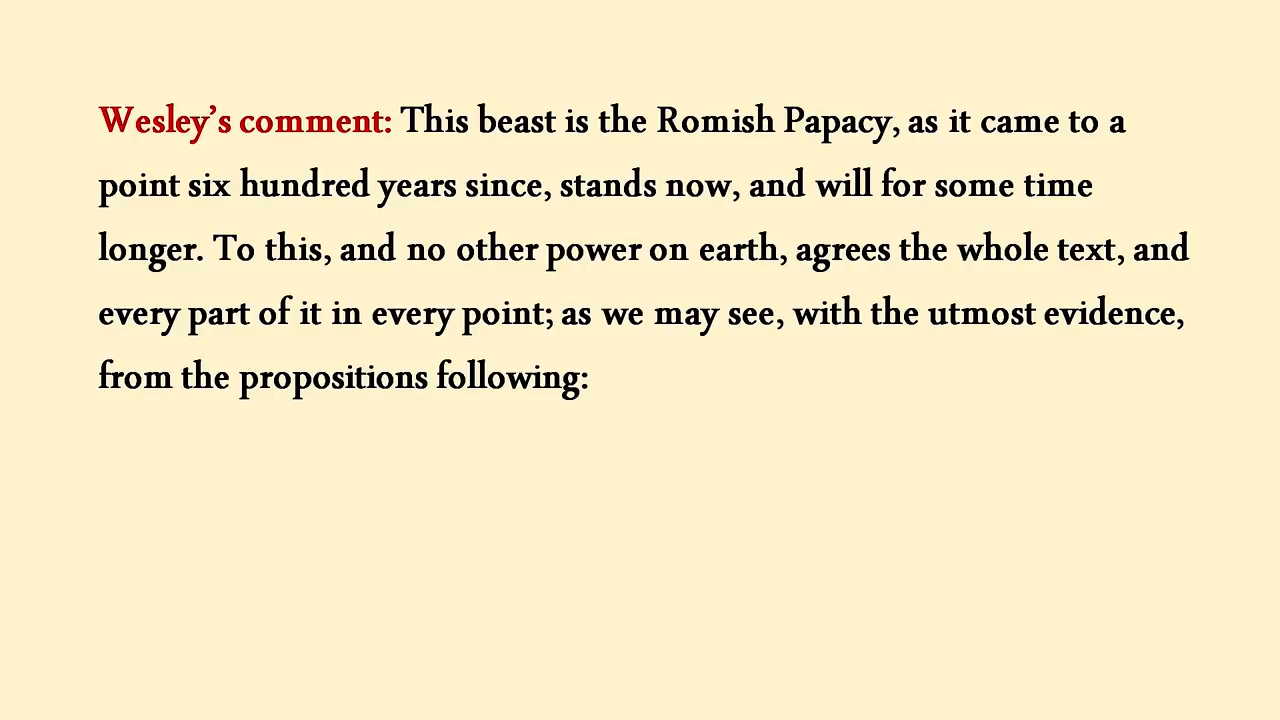 Wesley’s comment: This beast is the Romish Papacy, as it came to a
point six hundred years since, stands now, and will for some time
longer. To this, and no other power on earth, agrees the whole text, and
every part of it in every point; as we may see, with the utmost evidence,
from the propositions following: